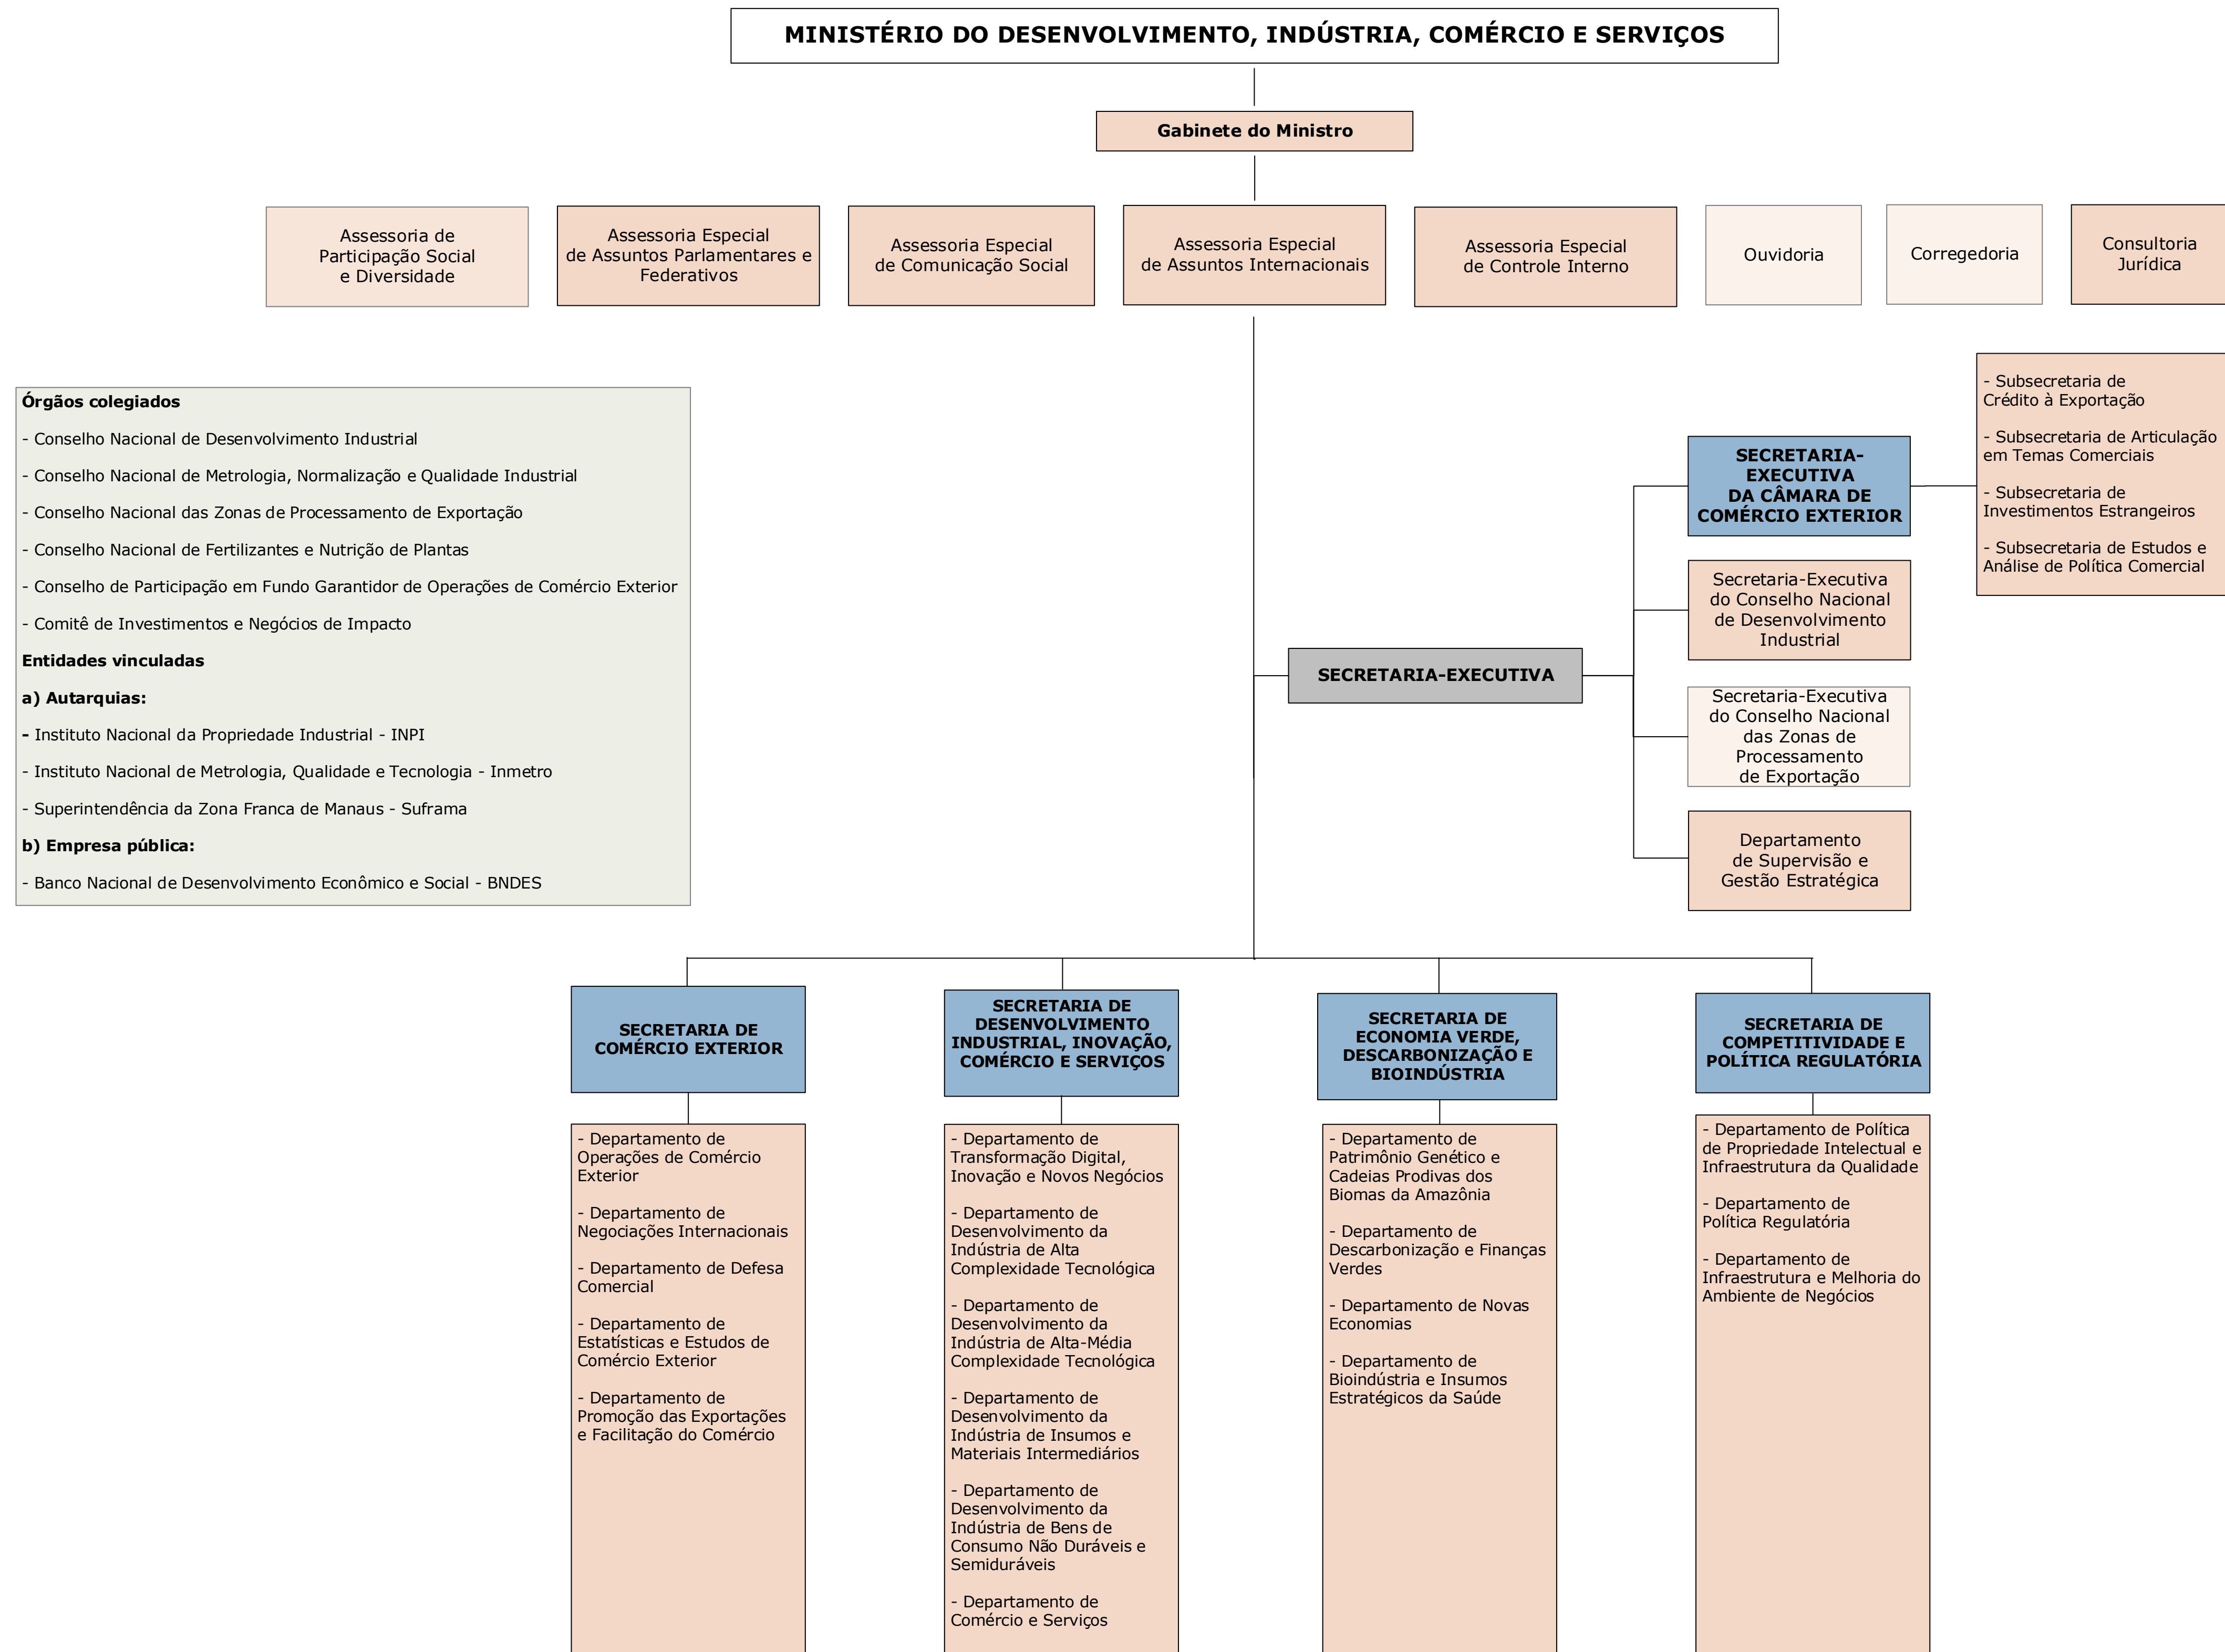 MINISTÉRIO DO DESENVOLVIMENTO, INDÚSTRIA, COMÉRCIO E SERVIÇOS
Gabinete do Ministro
Assessoria de
Participação Social
e Diversidade
Assessoria Especial
de Assuntos Parlamentares e
Federativos
Assessoria Especial
de Comunicação Social
Assessoria Especial
de Assuntos Internacionais
Assessoria Especial
de Controle Interno
Ouvidoria
Corregedoria
Consultoria
Jurídica
Órgãos colegiados
- Conselho Nacional de Desenvolvimento Industrial
- Conselho Nacional de Metrologia, Normalização e Qualidade Industrial
- Conselho Nacional das Zonas de Processamento de Exportação
- Conselho Nacional de Fertilizantes e Nutrição de Plantas
- Conselho de Participação em Fundo Garantidor de Operações de Comércio Exterior
- Comitê de Investimentos e Negócios de Impacto
Entidades vinculadas
a) Autarquias:
- Instituto Nacional da Propriedade Industrial - INPI
- Instituto Nacional de Metrologia, Qualidade e Tecnologia - Inmetro
- Superintendência da Zona Franca de Manaus - Suframa
b) Empresa pública:
- Banco Nacional de Desenvolvimento Econômico e Social - BNDES
SECRETARIA-EXECUTIVA
SECRETARIA-
EXECUTIVA
DA CÂMARA DE
COMÉRCIO EXTERIOR
- Subsecretaria de
Crédito à Exportação
- Subsecretaria de Articulação
em Temas Comerciais
- Subsecretaria de
Investimentos Estrangeiros
- Subsecretaria de Estudos e
Análise de Política Comercial
Secretaria-Executiva
do Conselho Nacional
de Desenvolvimento
Industrial
Secretaria-Executiva
do Conselho Nacional
das Zonas de
Processamento
de Exportação
Departamento
de Supervisão e
Gestão Estratégica
SECRETARIA DE
COMÉRCIO EXTERIOR
- Departamento de
Operações de Comércio
Exterior
- Departamento de
Negociações Internacionais
- Departamento de Defesa
Comercial
- Departamento de
Estatísticas e Estudos de
Comércio Exterior
- Departamento de
Promoção das Exportações
e Facilitação do Comércio
SECRETARIA DE
DESENVOLVIMENTO
INDUSTRIAL, INOVAÇÃO,
COMÉRCIO E SERVIÇOS
- Departamento de
Transformação Digital,
Inovação e Novos Negócios
- Departamento de
Desenvolvimento da
Indústria de Alta
Complexidade Tecnológica
- Departamento de
Desenvolvimento da
Indústria de Alta-Média
Complexidade Tecnológica
- Departamento de
Desenvolvimento da
Indústria de Insumos e
Materiais Intermediários
- Departamento de
Desenvolvimento da
Indústria de Bens de
Consumo Não Duráveis e
Semiduráveis
- Departamento de
Comércio e Serviços
SECRETARIA DE
ECONOMIA VERDE,
DESCARBONIZAÇÃO E
BIOINDÚSTRIA
- Departamento de
Patrimônio Genético e
Cadeias Prodivas dos
Biomas da Amazônia
- Departamento de
Descarbonização e Finanças
Verdes
- Departamento de Novas
Economias
- Departamento de
Bioindústria e Insumos
Estratégicos da Saúde
SECRETARIA DE
COMPETITIVIDADE E
POLÍTICA REGULATÓRIA
- Departamento de Política
de Propriedade Intelectual e
Infraestrutura da Qualidade
- Departamento de
Política Regulatória
- Departamento de
Infraestrutura e Melhoria do
Ambiente de Negócios